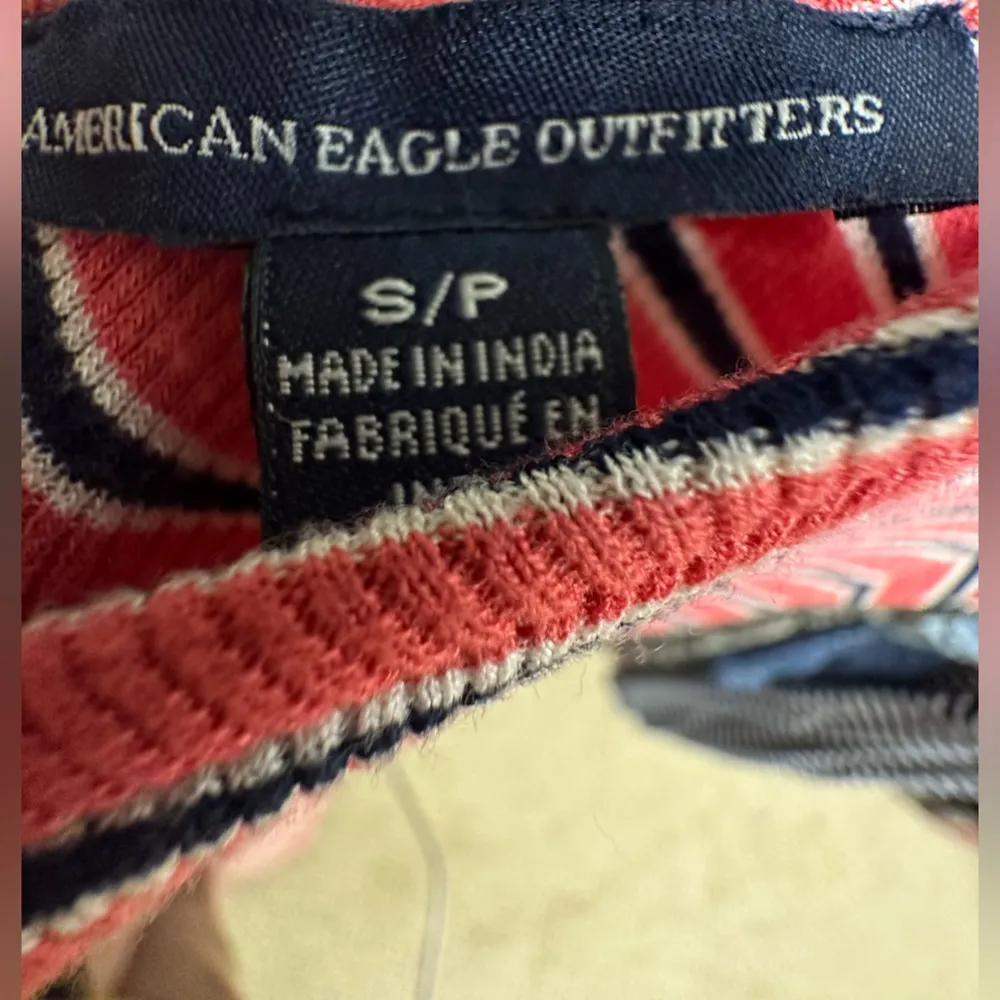 AMERICAN EAGLE OUTFITTERS
S/P
MADE IN INDIA
FABRIQUÉ EN